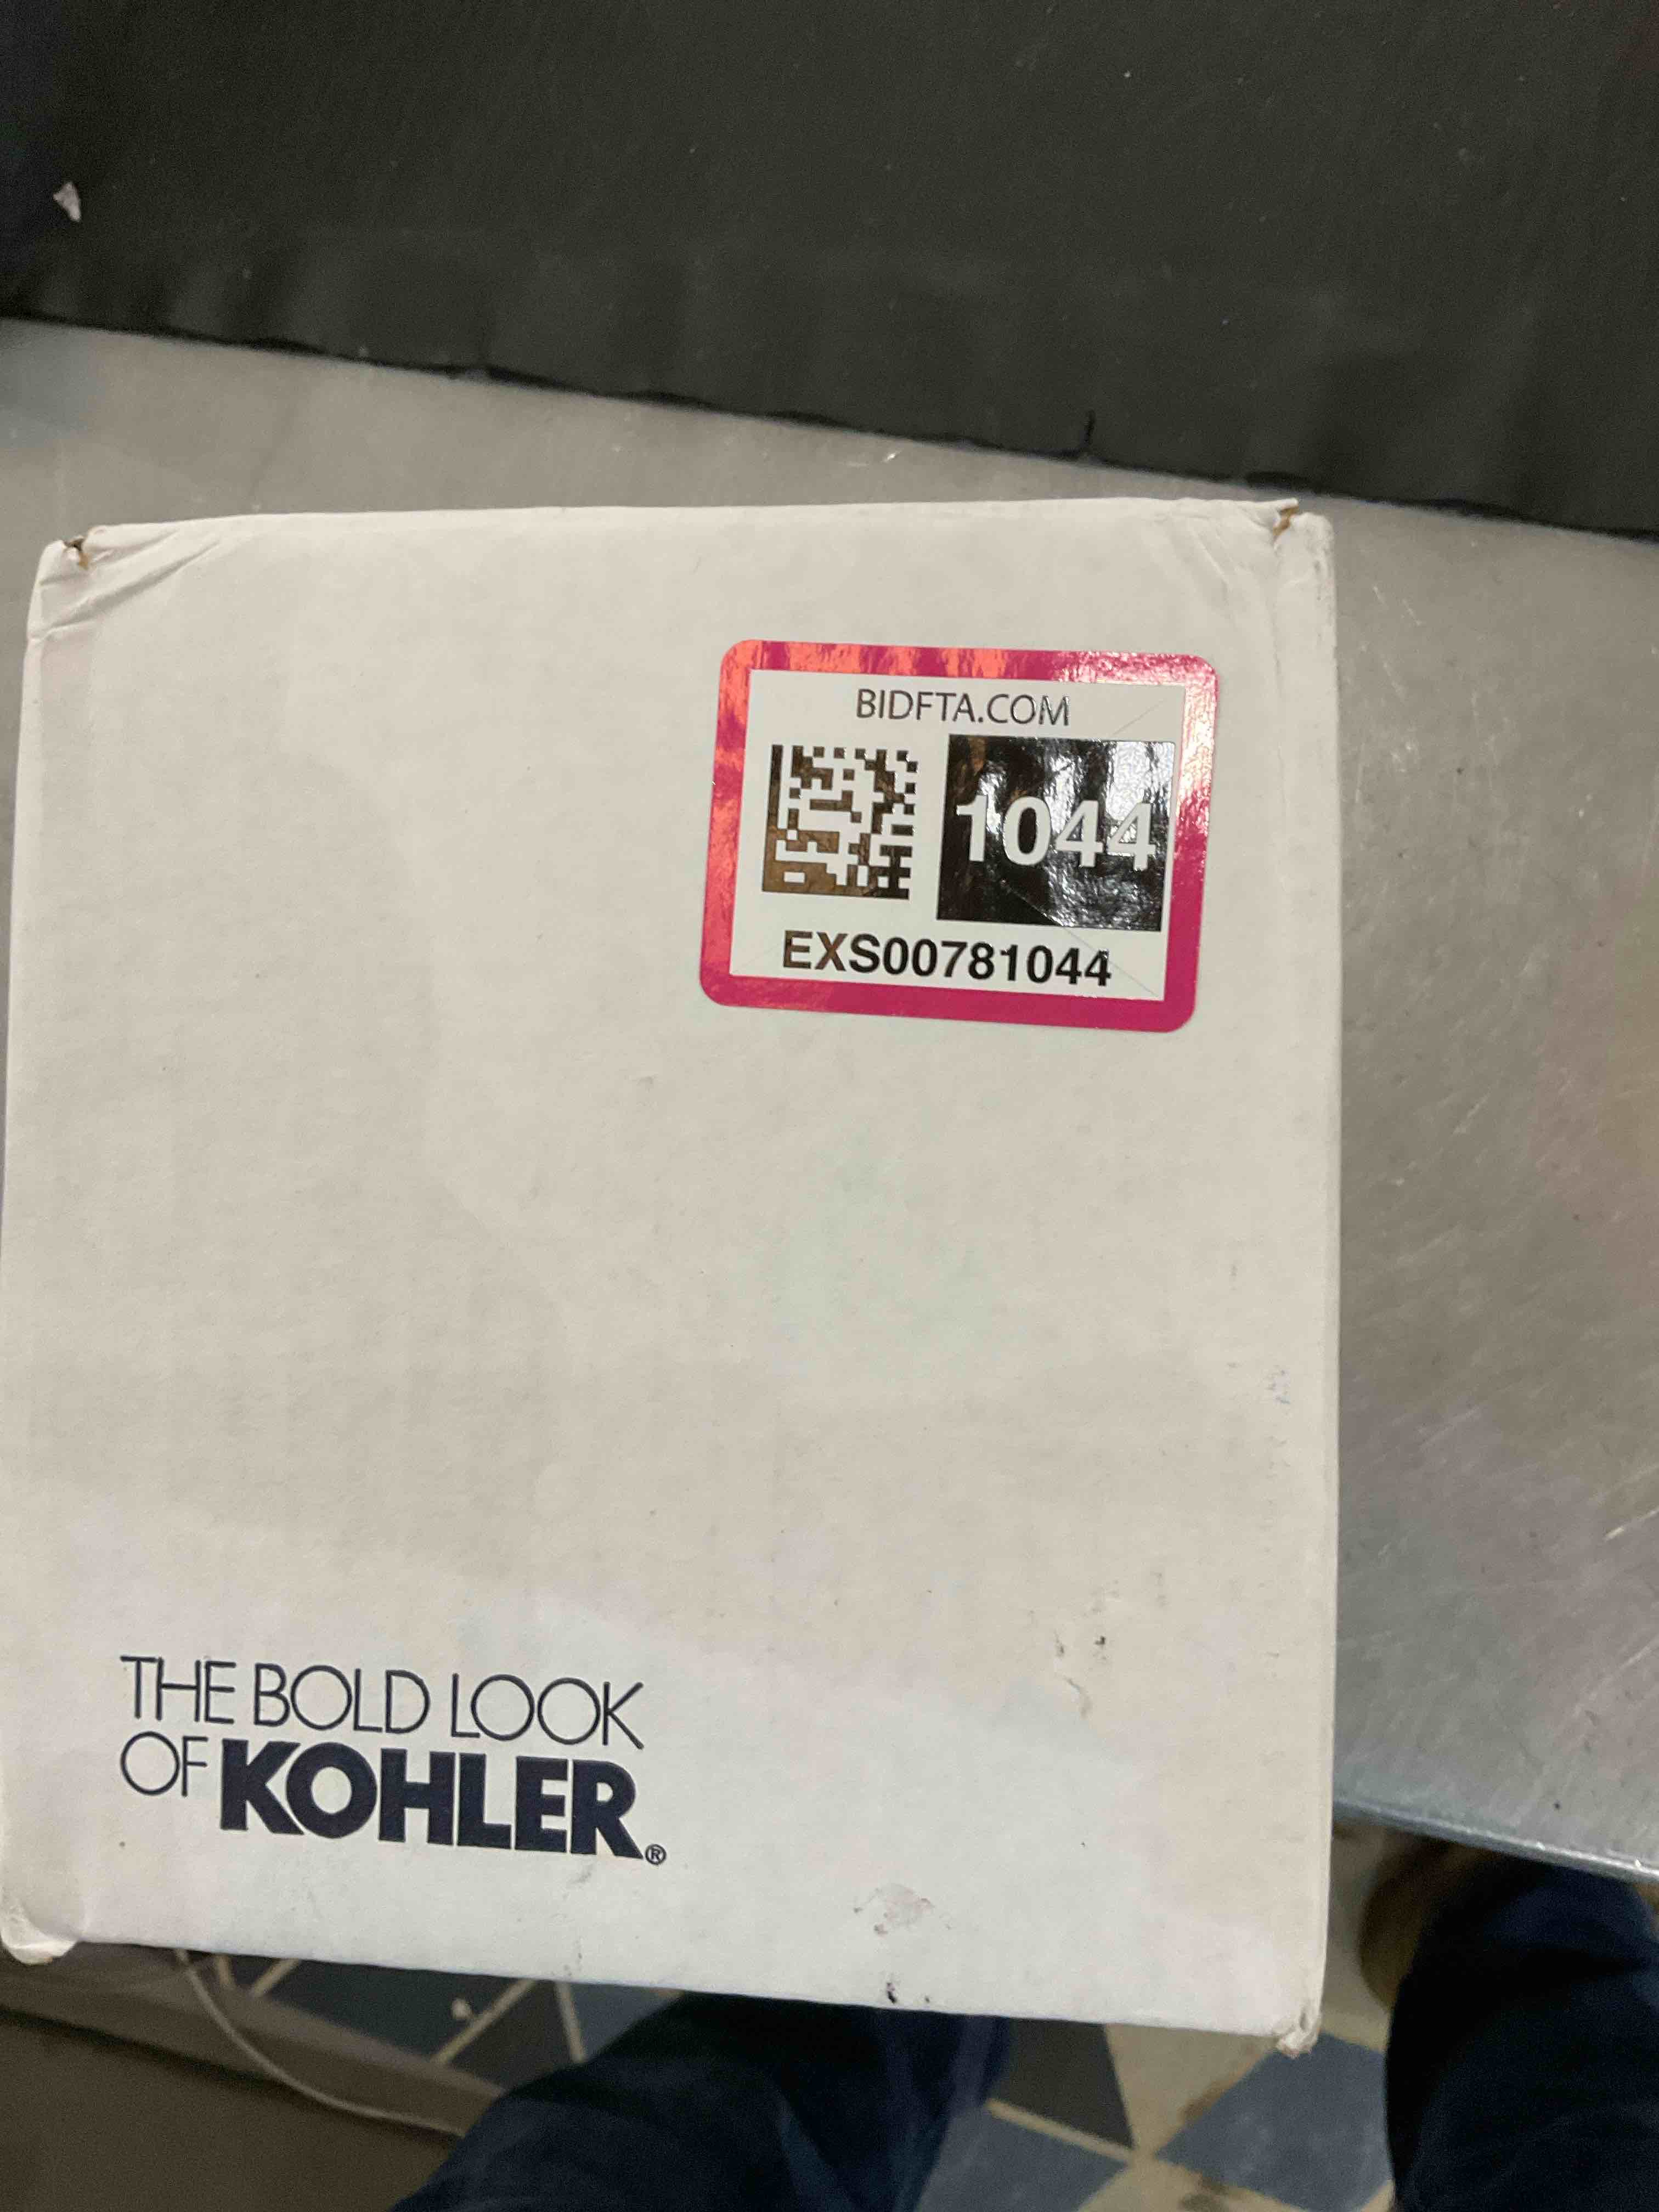 BIDFTA.COM
1044
EXS00781044
THE BOLD LOOK
OF KOHLER®